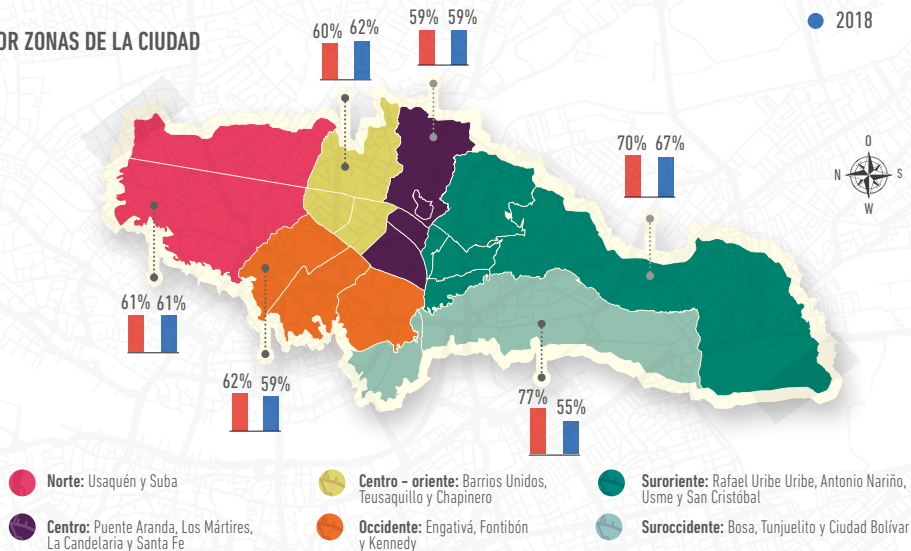 OR ZONAS DE LA CIUDAD
2018
60% 62%
59% 59%
70% 67%
O
N S
W
61% 61%
62% 59%
77% 55%
Norte: Usaquén y Suba
Centro: Puente Aranda, Los Mártires,
La Candelaria y Santa Fe
Centro - oriente: Barrios Unidos,
Teusaquillo y Chapinero
Occidente: Engativá, Fontibón
y Kennedy
Suroriente: Rafael Uribe Uribe, Antonio Nariño,
Usme y San Cristóbal
Suroccidente: Bosa, Tunjuelito y Ciudad Bolívar